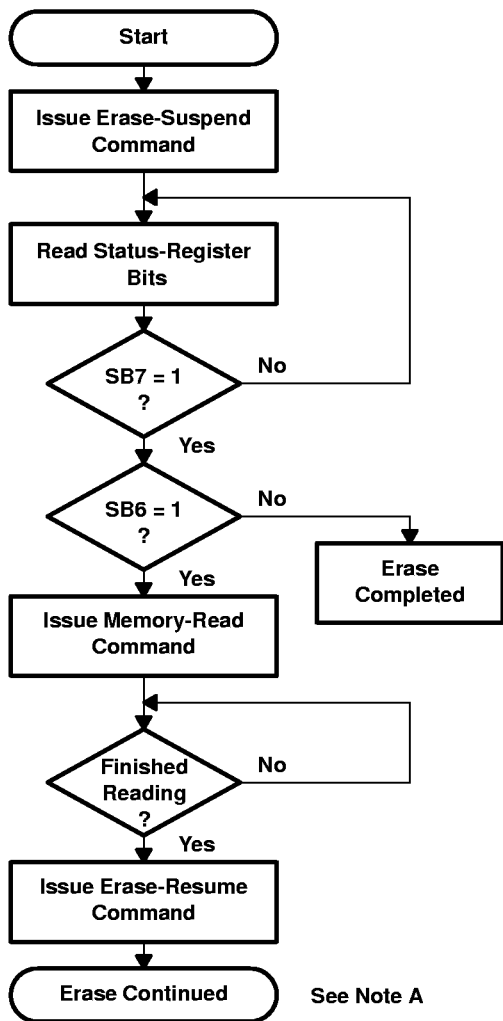 Start
Issue Erase-Suspend
Command
Read Status-Register
Bits
SB7 = 1
?
No
Yes
SB6 = 1
?
No
Yes
Erase
Completed
Issue Memory-Read
Command
Finished
Reading
?
No
Yes
Issue Erase-Resume
Command
Erase Continued
See Note A